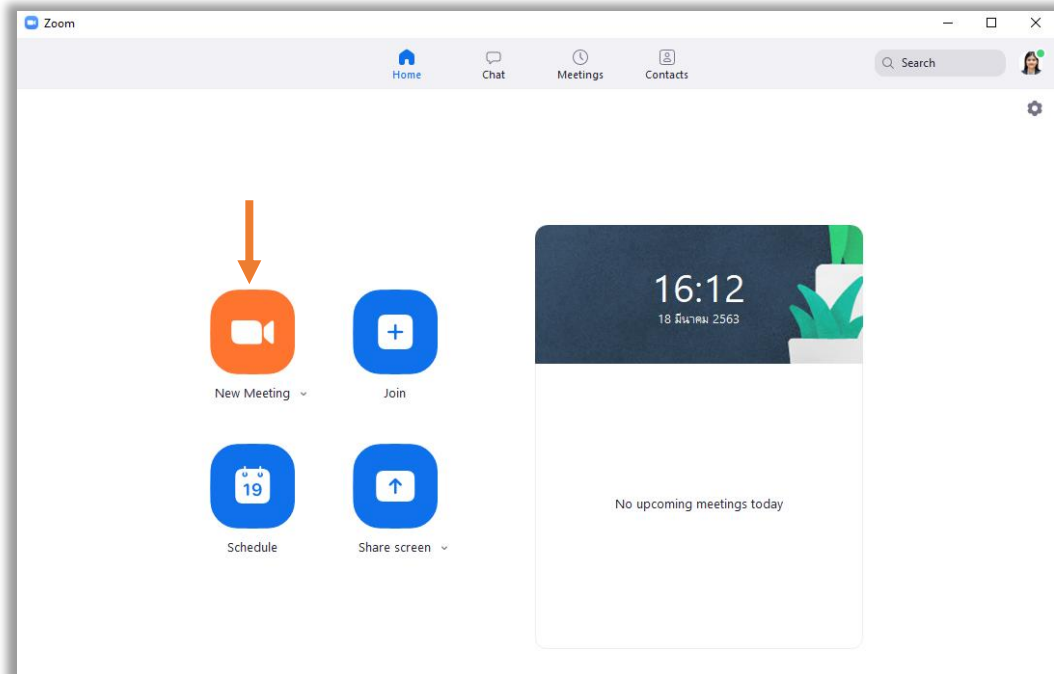 Zoom
Home
Chat
Meetings
Contacts
Search
16:12
18 มีนาคม 2563
New Meeting
Join
19
Schedule
Share screen
No upcoming meetings today